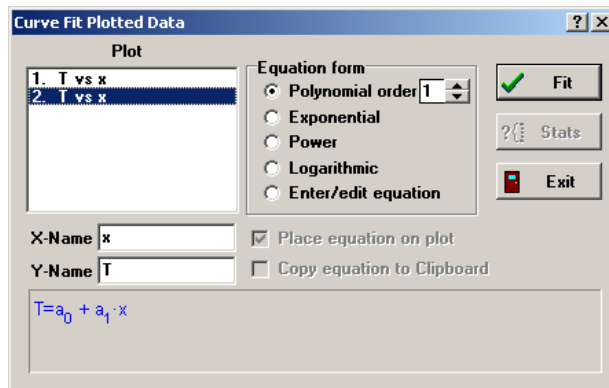 Curve Fit Plotted Data
Plot
1. T vs x
2. T vs x
Equation form
Polynomial order 1
Exponential
Power
Logarithmic
Enter/edit equation
Fit
?{ Stats
Exit
X-Name x
Y-Name T
Place equation on plot
Copy equation to Clipboard
T=a₀ + a₁·x